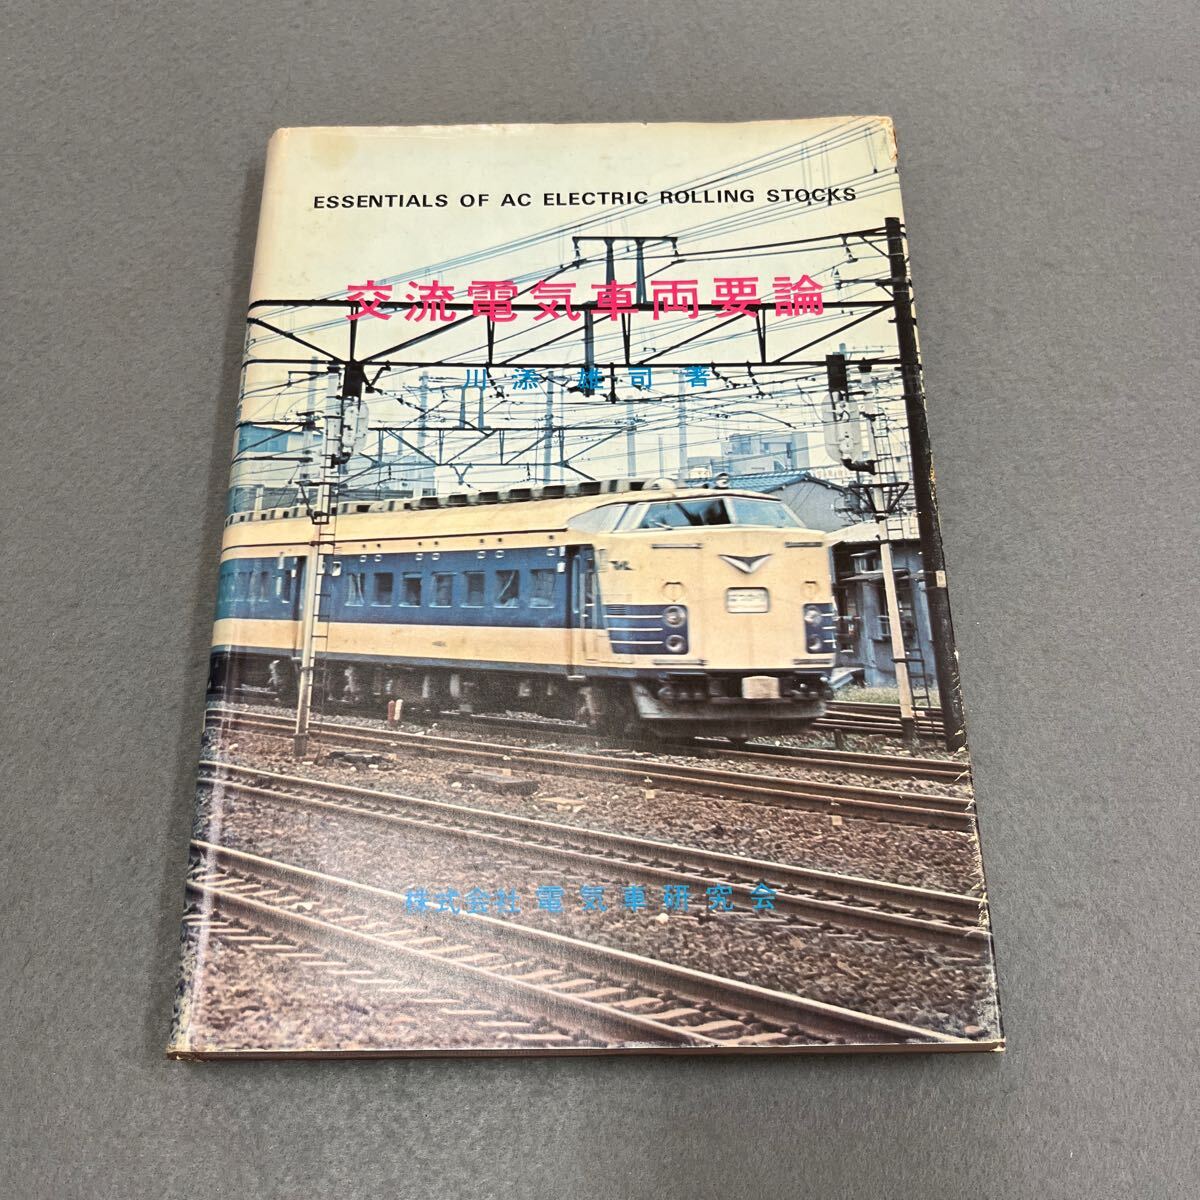 ESSENTIALS OF AC ELECTRIC ROLLING STOCKS
交流電気車両要論
川添雄司著
株式会社電気車研究会